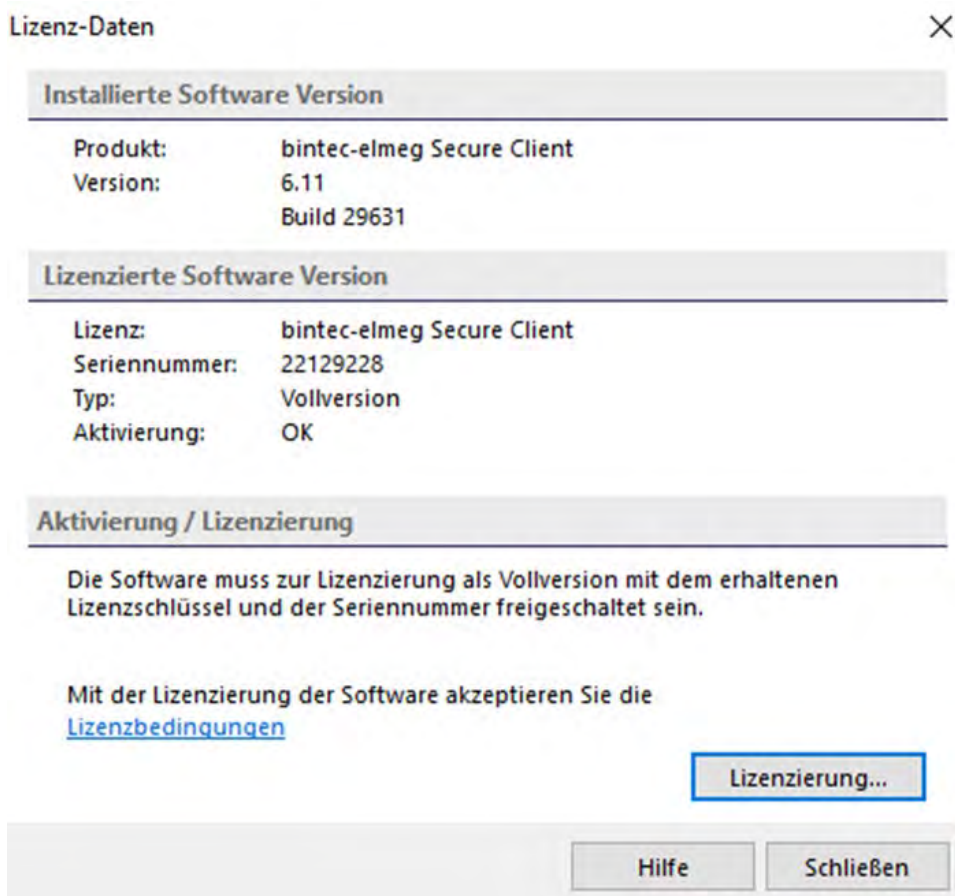 Lizenz-Daten
Installierte Software Version
Produkt: bintec-elmeg Secure Client
Version: 6.11
Build 29631
Lizenzierte Software Version
Lizenz: bintec-elmeg Secure Client
Seriennummer: 22129228
Typ: Vollversion
Aktivierung: OK
Aktivierung / Lizenzierung
Die Software muss zur Lizenzierung als Vollversion mit dem erhaltenen
Lizenzschlüssel und der Seriennummer freigeschaltet sein.
Mit der Lizenzierung der Software akzeptieren Sie die
Lizenzbedingungen
Lizenzierung...
Hilfe Schließen